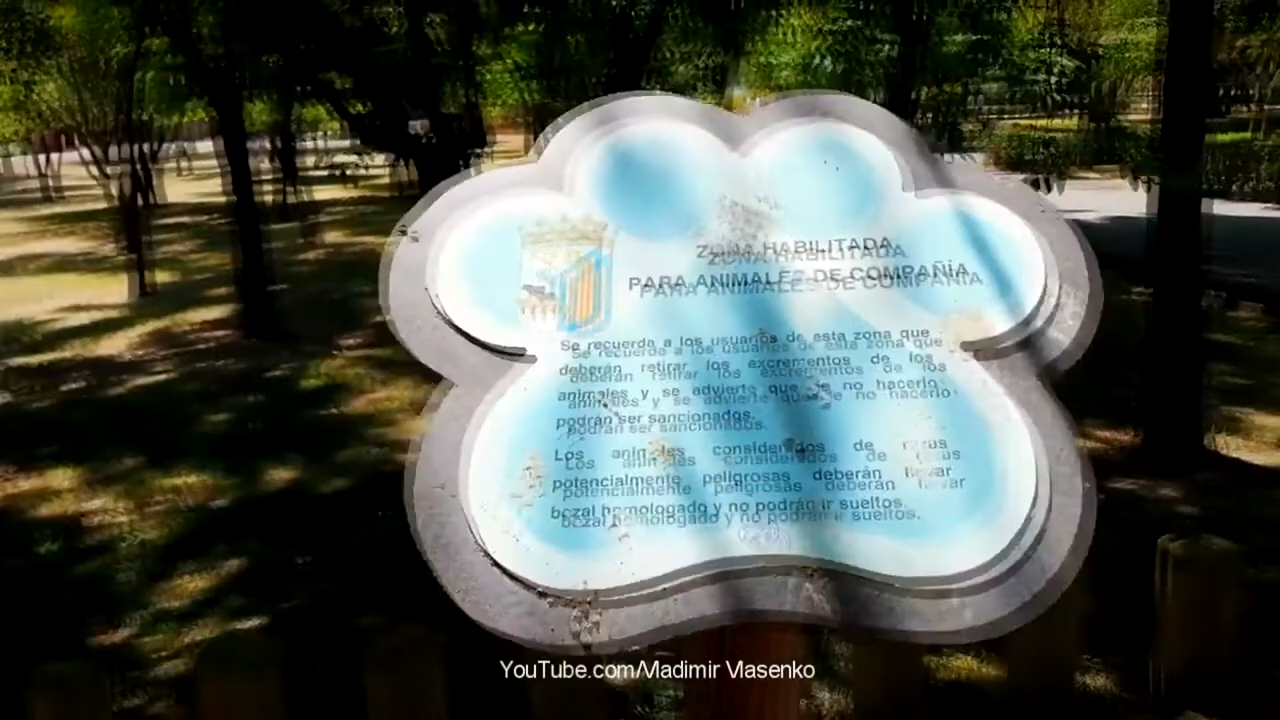 ZONA HABILITADA
PARA ANIMALES DE COMPAÑÍA
Se recuerda a los usuarios de esta zona que
deberán retirar los excrementos de los
animales y se advierte que de no hacerlo
podrán ser sancionados.
Los animales considerados de razas
potencialmente peligrosas deberán llevar
bozal homologado y no podrán ir sueltos.
YouTube.com/Madimir Vlasenko